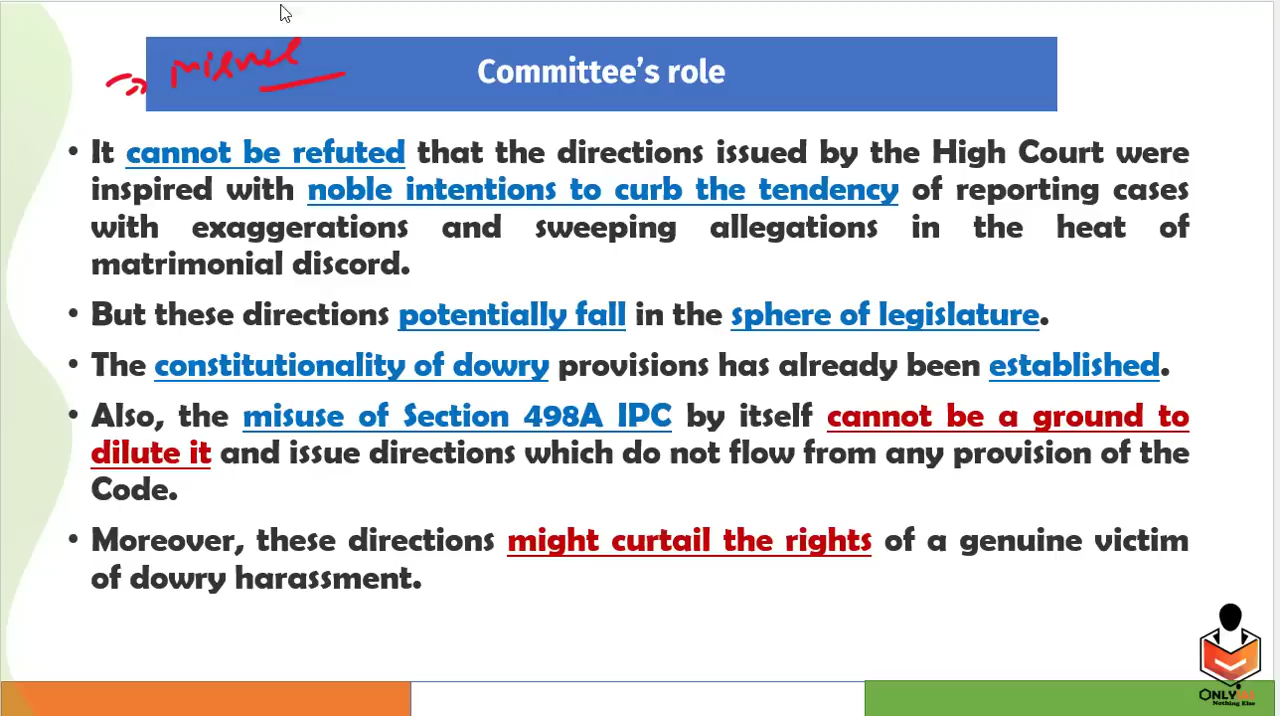 Committee's role
• It cannot be refuted that the directions issued by the High Court were
inspired with noble intentions to curb the tendency of reporting cases
with exaggerations and sweeping allegations in the heat of
matrimonial discord.
• But these directions potentially fall in the sphere of legislature.
• The constitutionality of dowry provisions has already been established.
• Also, the misuse of Section 498A IPC by itself cannot be a ground to
dilute it and issue directions which do not flow from any provision of the
Code.
• Moreover, these directions might curtail the rights of a genuine victim
of dowry harassment.
ONLY IAS
Nothing Else